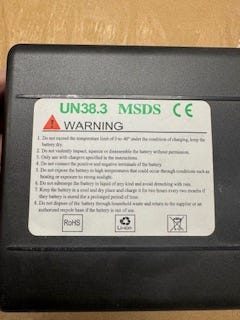 UN38.3 MSDS CE
WARNING
1. Do not exceed the temperature limit of 0 to 40° under the condition of charging, keep the
battery dry.
2. Do not violently impact, squeeze or disassemble the battery without permission.
3. Only use with chargers specified in the instructions.
4. Do not connect the positive and negative terminals of the battery.
5. Do not expose the battery to high temperatures that could occur through conditions such as
heating or exposure to strong sunlight.
6. Do not submerge the battery in liquid of any kind and avoid drenching with rain.
7. Keep the battery in a cool and dry place and charge it for two hours every two months if
they battery is stored for a prolonged period of time.
8. Do not dispose of the battery through household waste and return to the supplier or an
authorized recycle base if the battery is out of use.
RoHS
Li-ion